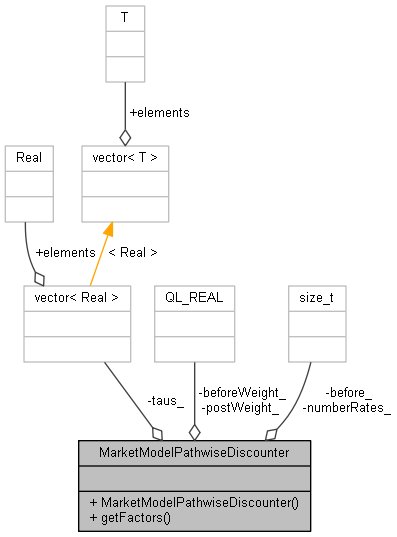 T
+elements
Real
vector< T >
+elements
< Real >
vector< Real >
QL_REAL
size_t
-taus_
-beforeWeight_
-postWeight_
-before_
-numberRates_
MarketModelPathwiseDiscounter
+ MarketModelPathwiseDiscounter()
+ getFactors()